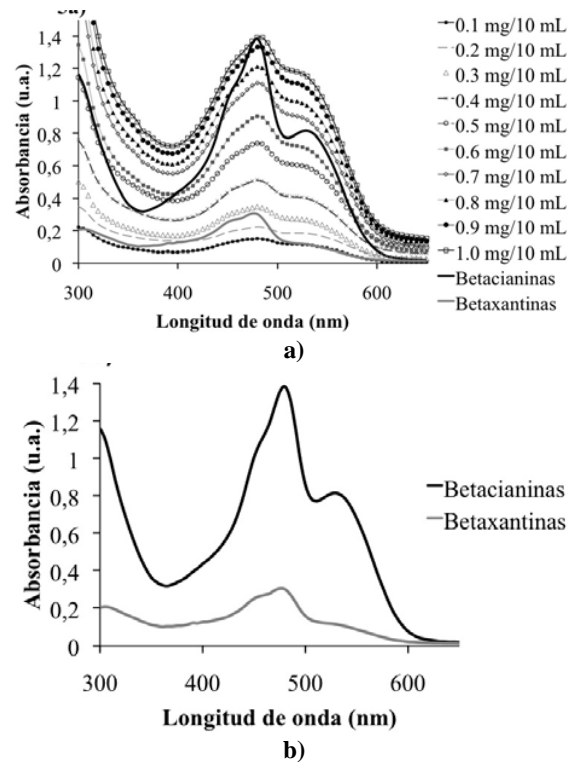 5a)
1,4
1,2
1
0,8
0,6
0,4
0,2
0
Absorbancia (u.a.)
300
400
500
600
Longitud de onda (nm)
0.1 mg/10 mL
0.2 mg/10 mL
0.3 mg/10 mL
0.4 mg/10 mL
0.5 mg/10 mL
0.6 mg/10 mL
0.7 mg/10 mL
0.8 mg/10 mL
0.9 mg/10 mL
1.0 mg/10 mL
Betacianinas
Betaxantinas
a)
1,4
1,2
1
0,8
0,6
0,4
0,2
0
Absorbancia (u.a.)
300
400
500
600
Longitud de onda (nm)
Betacianinas
Betaxantinas
b)